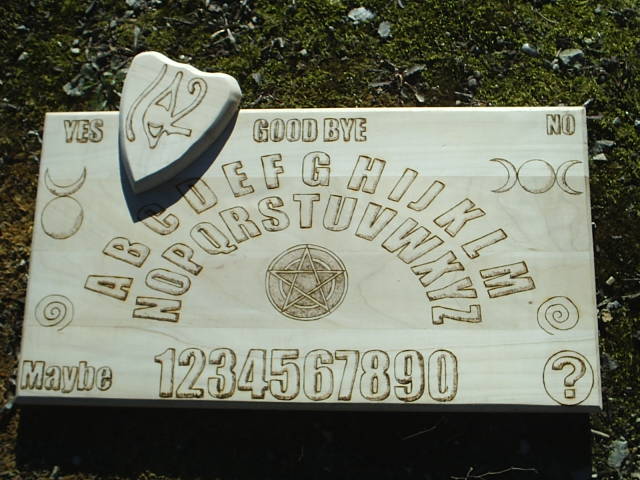 YES GOOD BYE NO
ABCDEFGHIJKLM
NOPQRSTUVWXYZ
Maybe 1234567890 ?